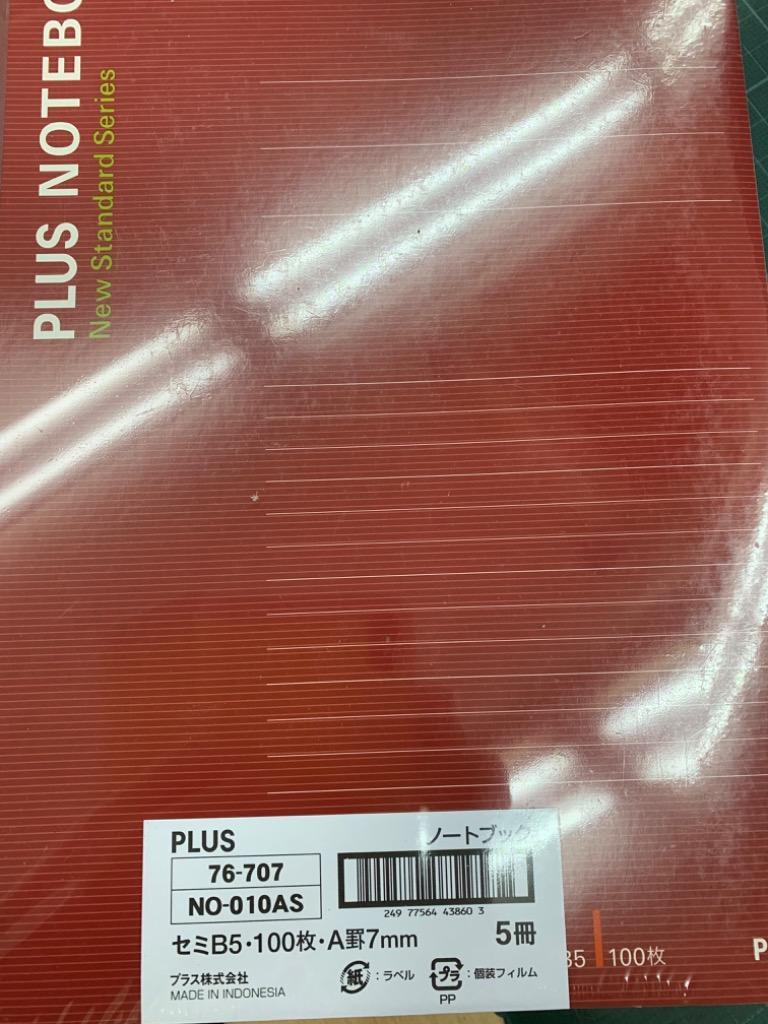 PLUS NOTEBO
New Standard Series
PLUS
ノートブック
76-707
NO-010AS
249 77564 43860 3
セミB5・100枚・A罫7mm
5冊
プラス株式会社
MADE IN INDONESIA
紙
:ラベル
プラ
:個装フィルム
PP
B5
100枚
P